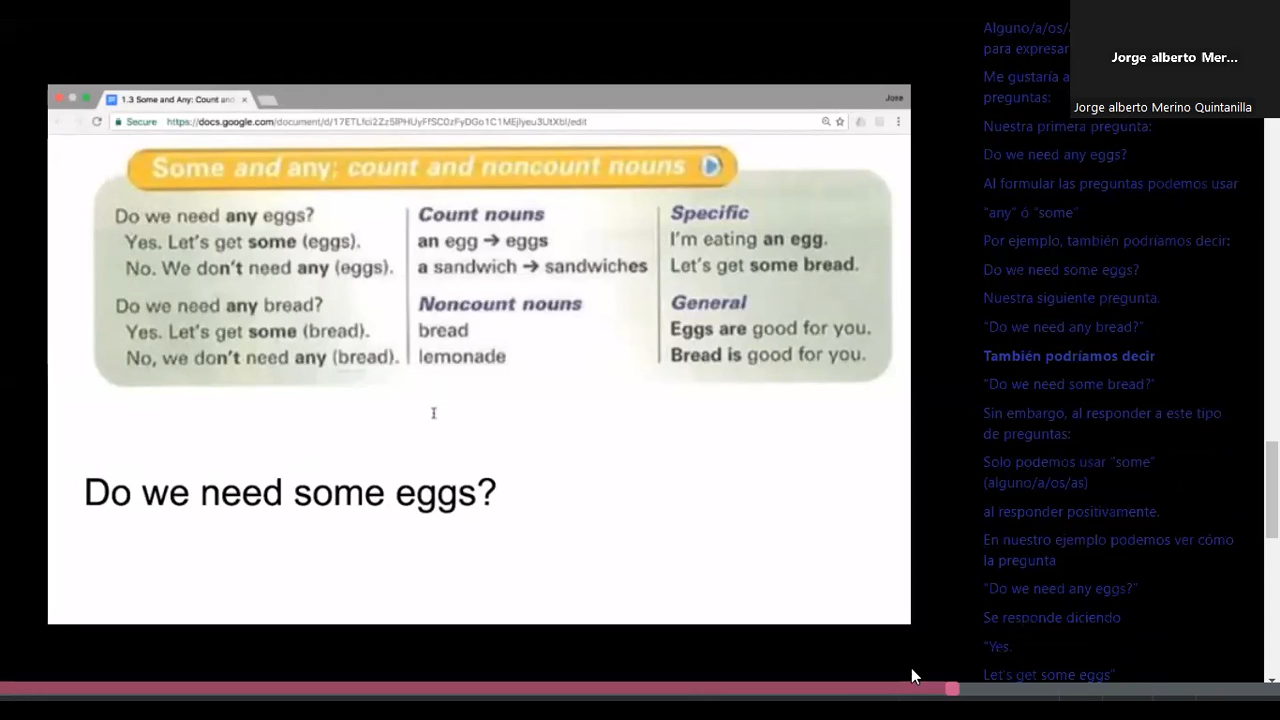 1.3 Some and Any: Count and
Jose
Secure
Some and any; count and noncount nouns
Do we need any eggs?
Yes. Let's get some (eggs).
No. We don't need any (eggs).
Do we need any bread?
Yes. Let's get some (bread).
No, we don't need any (bread).
Count nouns
an egg → eggs
a sandwich → sandwiches
Noncount nouns
bread
lemonade
Specific
I'm eating an egg.
Let's get some bread.
General
Eggs are good for you.
Bread is good for you.
Do we need some eggs?
Jorge alberto Mer...
Jorge alberto Merino Quintanilla
Alguno/a/os/
para expresar
Me gustaría a
preguntas:
Nuestra primera pregunta:
Do we need any eggs?
Al formular las preguntas podemos usar
"any" ó "some"
Por ejemplo, también podríamos decir:
Do we need some eggs?
Nuestra siguiente pregunta.
"Do we need any bread?"
También podríamos decir
"Do we need some bread?"
Sin embargo, al responder a este tipo
de preguntas:
Solo podemos usar "some"
(alguno/a/os/as)
al responder positivamente.
En nuestro ejemplo podemos ver cómo
la pregunta
"Do we need any eggs?"
Se responde diciendo
"Yes.
Let's get some eggs"